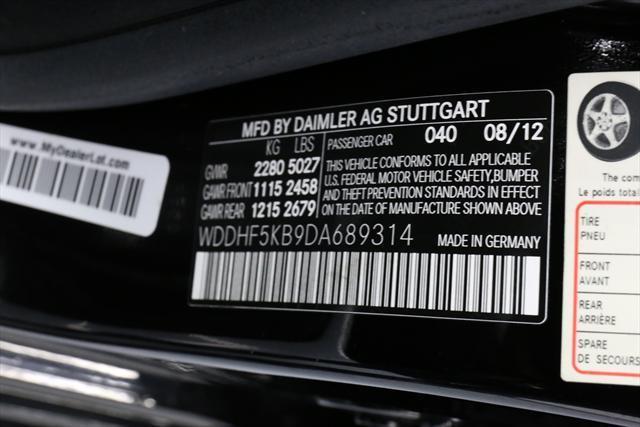 www.MyDealerLot.com
MFD BY DAIMLER AG STUTTGART
KG LBS PASSENGER CAR 040 08/12
GVWR 2280 5027
GAWR FRONT 1115 2458
GAWR REAR 1215 2679
THIS VEHICLE CONFORMS TO ALL APPLICABLE
U.S. FEDERAL MOTOR VEHICLE SAFETY, BUMPER
AND THEFT PREVENTION STANDARDS IN EFFECT
ON THE DATE OF MANUFACTURE SHOWN ABOVE.
WDDHF5KB9DA689314 MADE IN GERMANY
The com
Le poids total
TIRE
PNEU
FRONT
AVANT
REAR
ARRIÈRE
SPARE
DE SECOURS